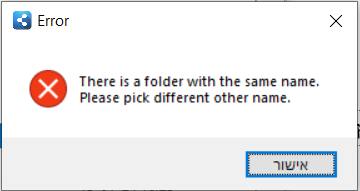 Error
There is a folder with the same name.
Please pick different other name.
אישור